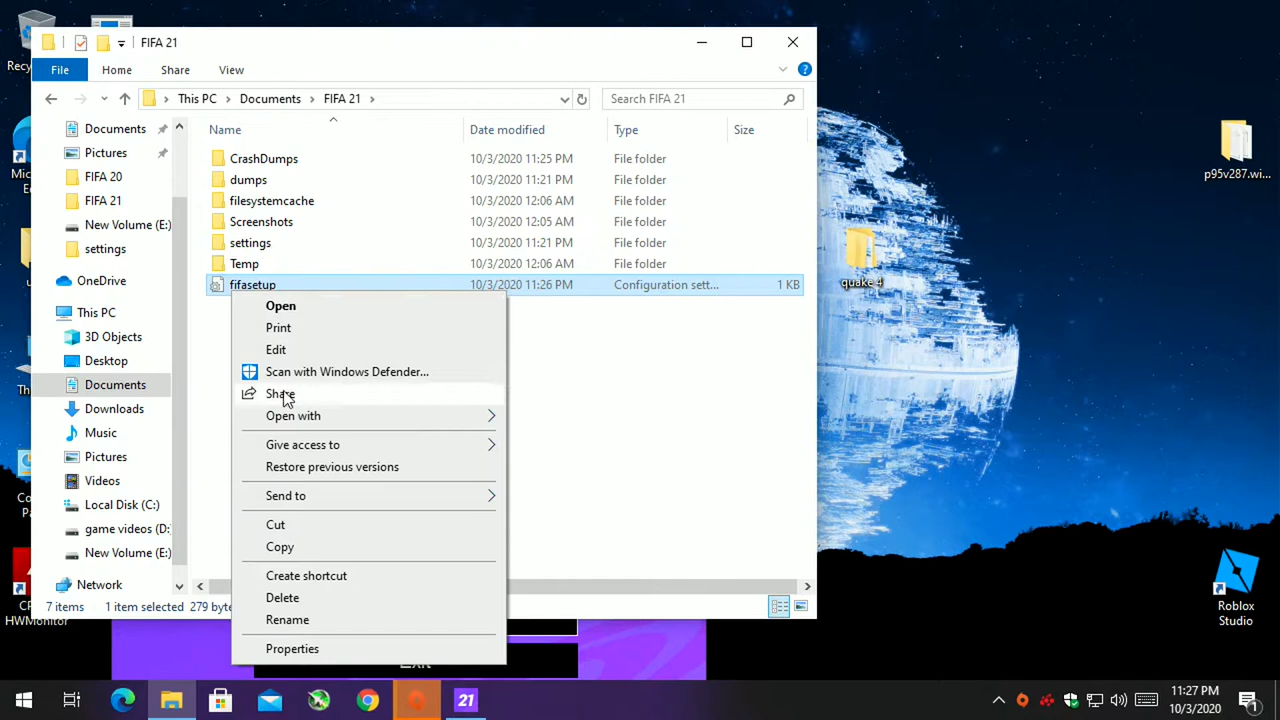 FIFA 21
File Home Share View
This PC Documents FIFA 21 Search FIFA 21
Name Date modified Type Size
Documents
Pictures
FIFA 20
FIFA 21
New Volume (E:)
settings
OneDrive
This PC
3D Objects
Desktop
Documents
Downloads
Music
Pictures
Videos
Local Disk (C:)
game videos (D:)
New Volume (E:)
Network
CrashDumps 10/3/2020 11:25 PM File folder
dumps 10/3/2020 11:21 PM File folder
filesystemcache 10/3/2020 12:06 AM File folder
Screenshots 10/3/2020 12:05 AM File folder
settings 10/3/2020 11:21 PM File folder
Temp 10/3/2020 12:06 AM File folder
fifasetup 10/3/2020 11:26 PM Configuration sett... 1 KB
Open
Print
Edit
Scan with Windows Defender...
Share
Open with
Give access to
Restore previous versions
Send to
Cut
Copy
Create shortcut
Delete
Rename
Properties
7 items 1 item selected 279 byte
HWMonitor
p95v287.wi...
quake 4
Roblox
Studio
21
11:27 PM
10/3/2020
1